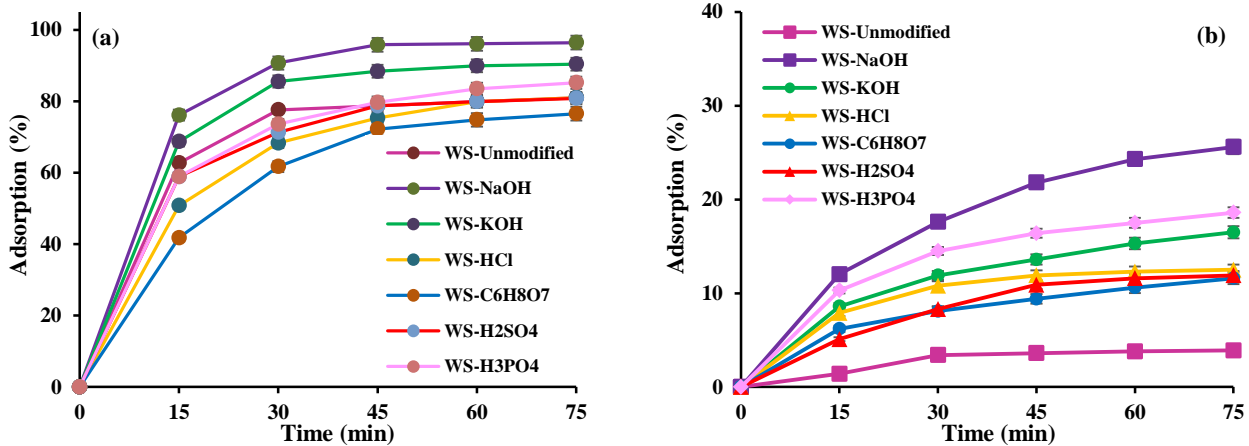 (a)
Adsorption (%)
100
80
60
40
20
0
0 15 30 45 60 75
Time (min)
WS-Unmodified
WS-NaOH
WS-KOH
WS-HCl
WS-C6H8O7
WS-H2SO4
WS-H3PO4
(b)
Adsorption (%)
40
30
20
10
0
0 15 30 45 60 75
Time (min)
WS-Unmodified
WS-NaOH
WS-KOH
WS-HCl
WS-C6H8O7
WS-H2SO4
WS-H3PO4